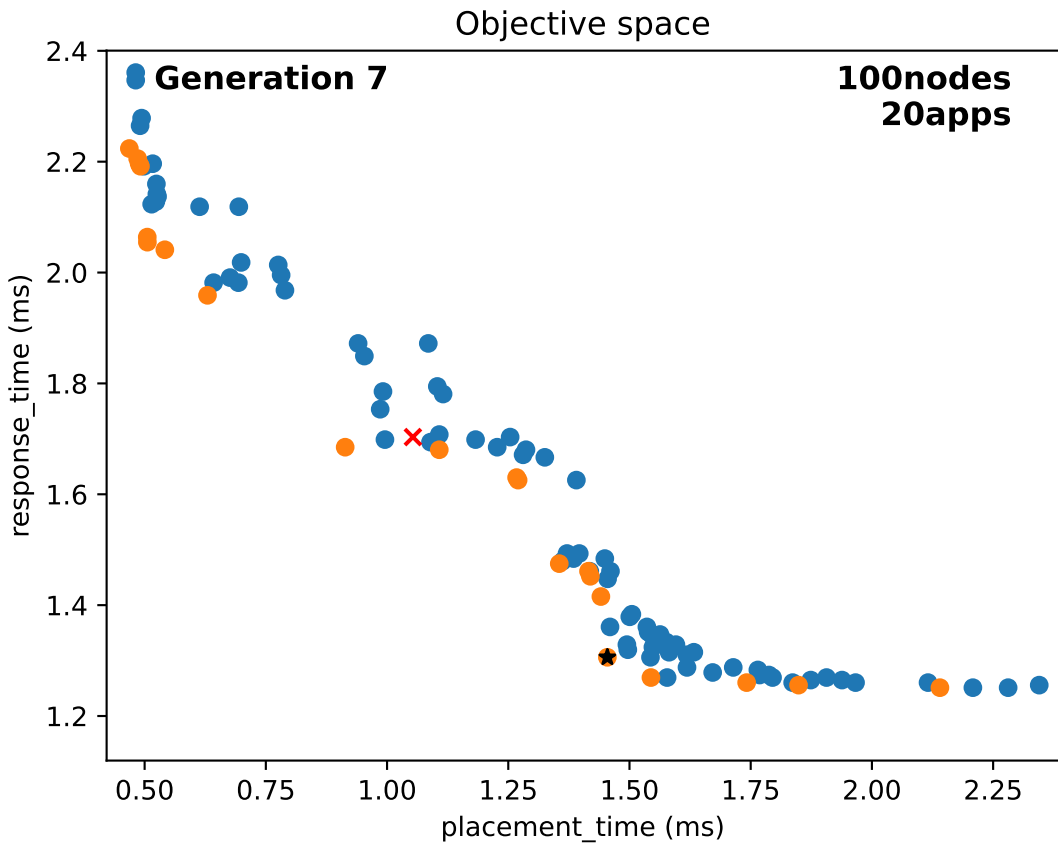 Objective space
2.4
Generation 7
100nodes
20apps
2.2
2.0
1.8
1.6
1.4
1.2
response_time (ms)
0.50 0.75 1.00 1.25 1.50 1.75 2.00 2.25
placement_time (ms)